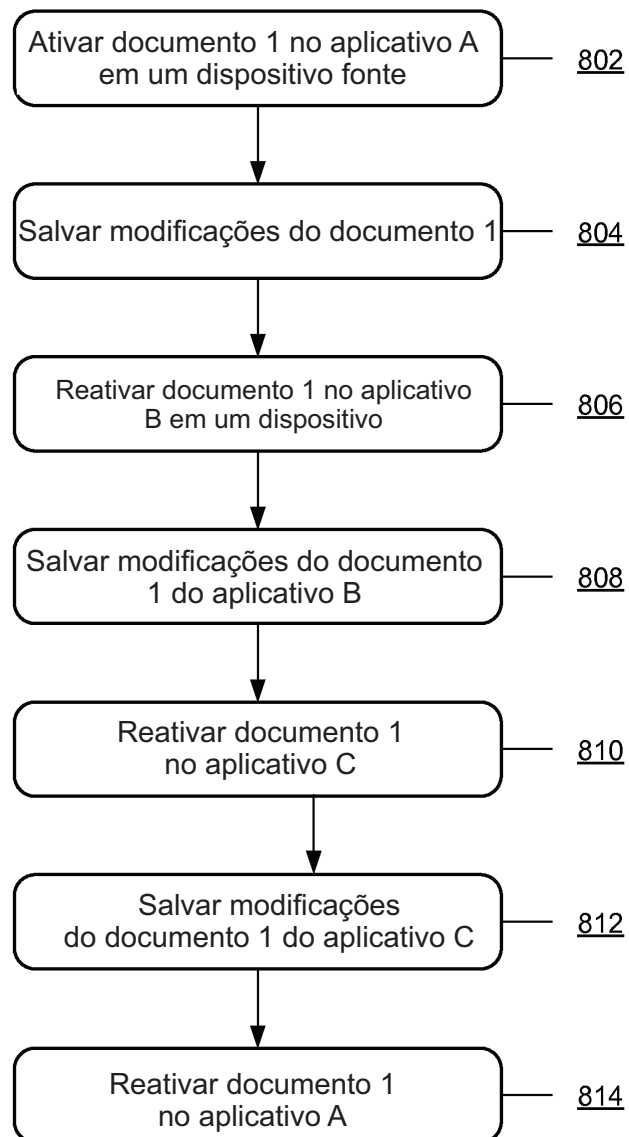 Ativar documento 1 no aplicativo A
em um dispositivo fonte
802
Salvar modificações do documento 1
804
Reativar documento 1 no aplicativo
B em um dispositivo
806
Salvar modificações do documento
1 do aplicativo B
808
Reativar documento 1
no aplicativo C
810
Salvar modificações
do documento 1 do aplicativo C
812
Reativar documento 1
no aplicativo A
814